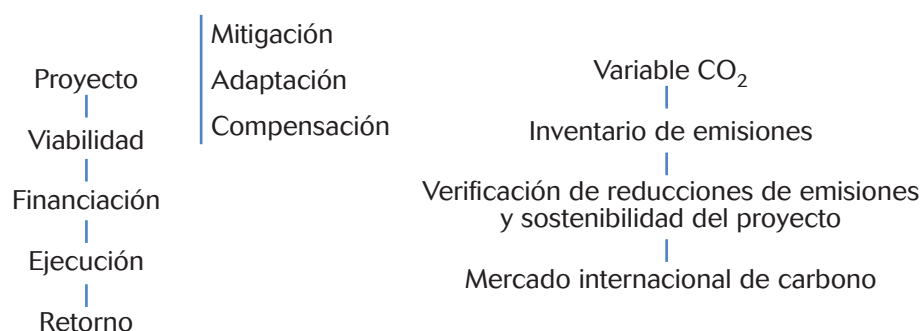 Proyecto
Viabilidad
Financiación
Ejecución
Retorno
Mitigación
Adaptación
Compensación
Variable CO₂
Inventario de emisiones
Verificación de reducciones de emisiones
y sostenibilidad del proyecto
Mercado internacional de carbono